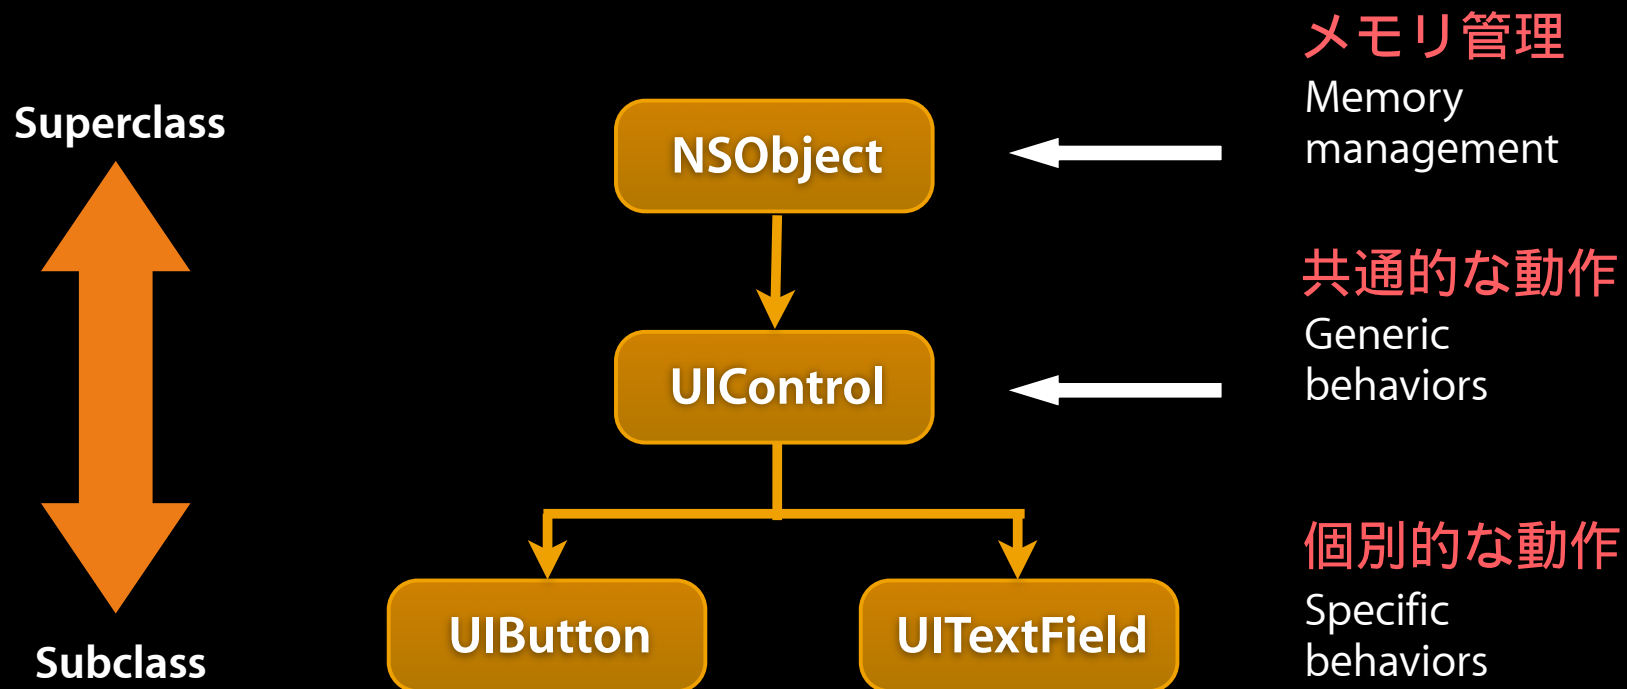 Superclass
Subclass
NSObject
UIControl
UIButton
UITextField
メモリ管理
Memory
management
共通的な動作
Generic
behaviors
個別的な動作
Specific
behaviors